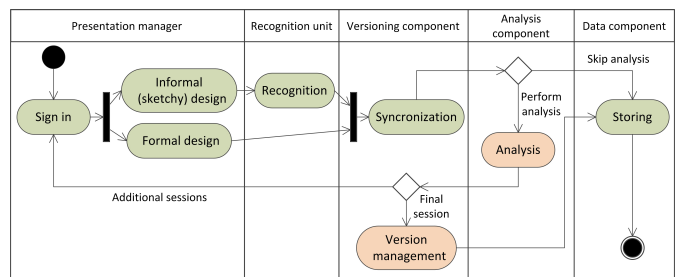 Presentation manager
Recognition unit
Versioning component
Analysis
component
Data component
Informal
(sketchy) design
Recognition
Skip analysis
Sign in
Formal design
Syncronization
Perform
analysis
Storing
Analysis
Additional sessions
Final
session
Version
management